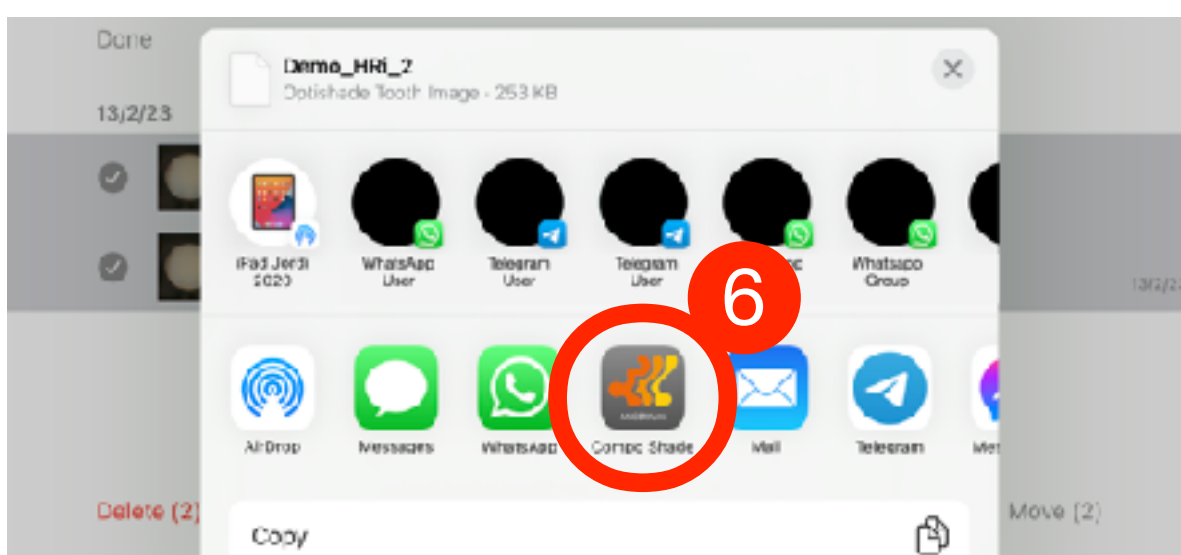 Done
Demo_HRi_2
Optishade Tooth Image - 253 KB
13/2/23
iPad Jordi
2020
WhatsApp
User
Telegram
User
Telegram
User
Whatsapp
Group
6
13/2/23
AirDrop
Messages
WhatsApp
Compo Shade
Mail
Telegram
Mes
Delete (2)
Move (2)
Copy